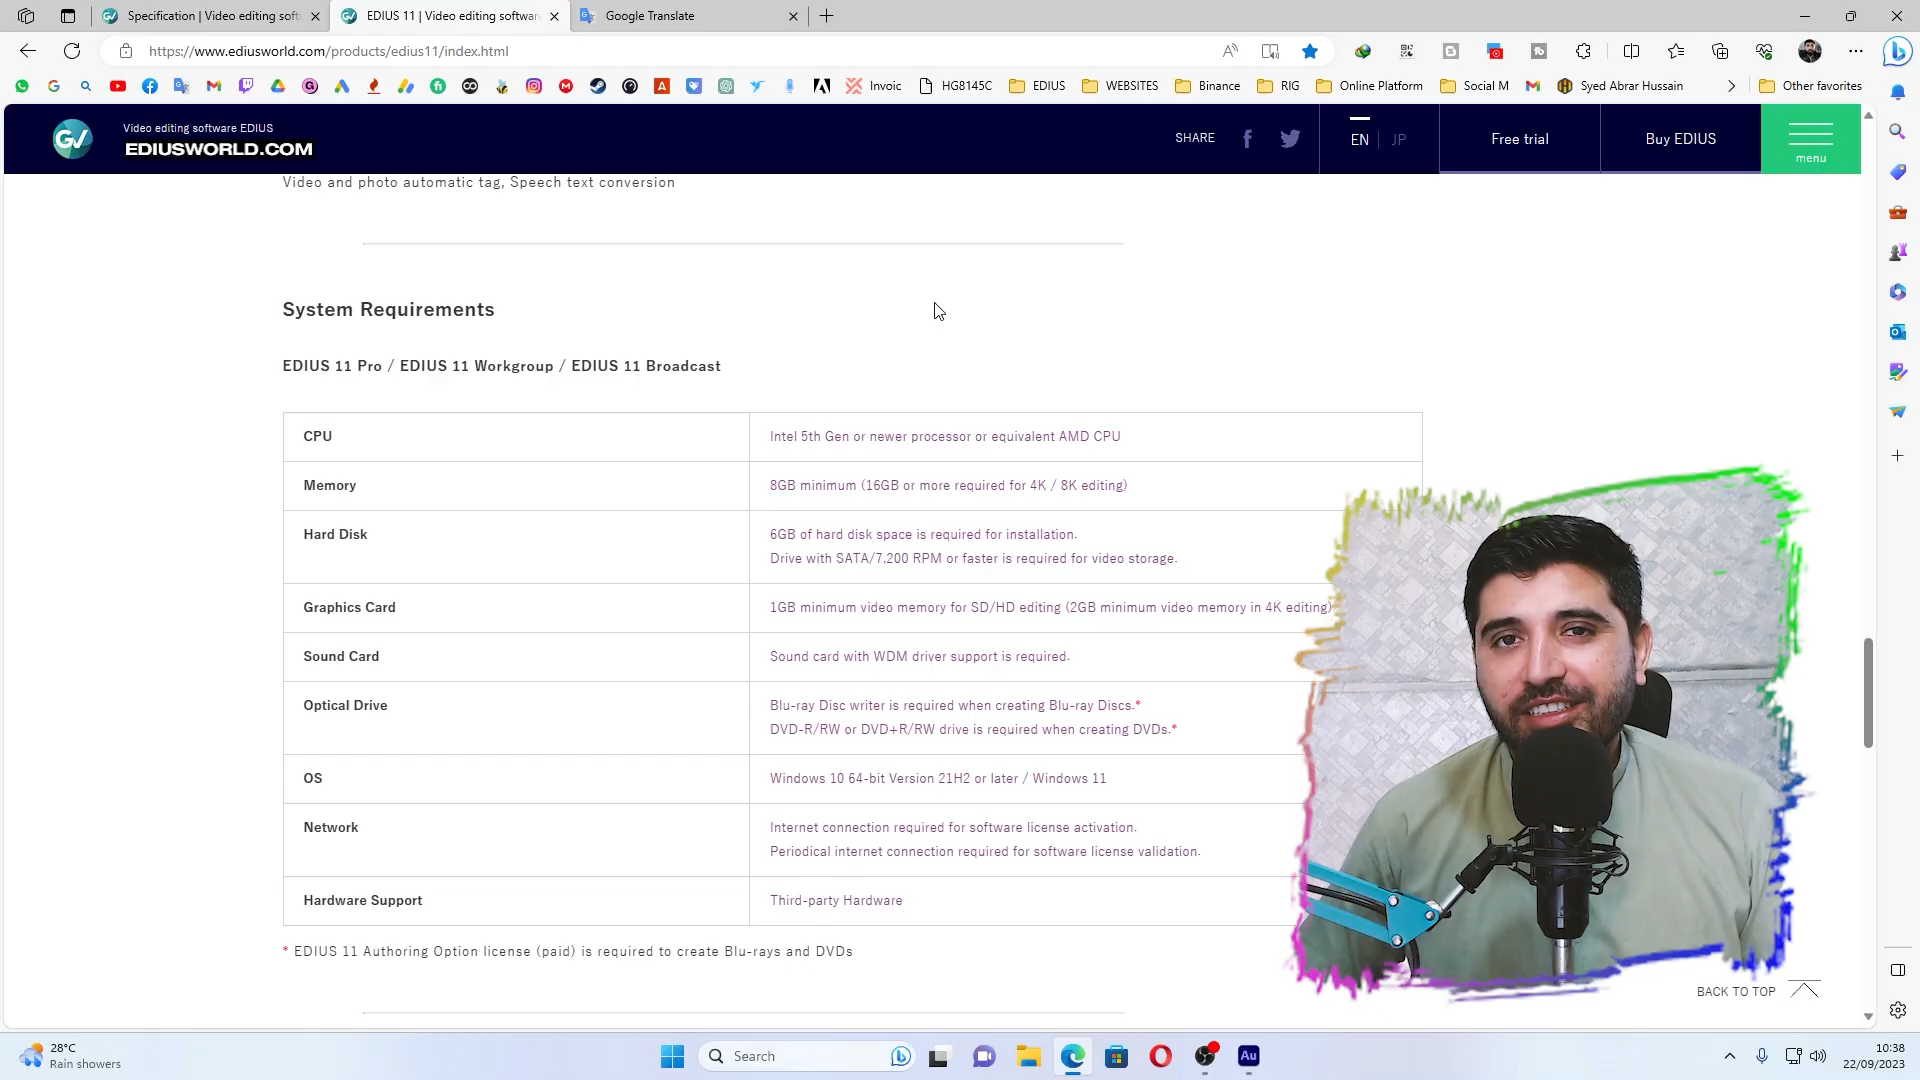 Specification | Video editing soft
EDIUS 11 | Video editing software
Google Translate
https://www.ediusworld.com/products/edius11/index.html
Invoic
HG8145C
EDIUS
WEBSITES
Binance
RIG
Online Platform
Social M
Syed Abrar Hussain
Other favorites
Video editing software EDIUS
EDIUSWORLD.COM
SHARE
EN
JP
Free trial
Buy EDIUS
menu
Video and photo automatic tag, Speech text conversion
System Requirements
EDIUS 11 Pro / EDIUS 11 Workgroup / EDIUS 11 Broadcast
CPU
Intel 5th Gen or newer processor or equivalent AMD CPU
Memory
8GB minimum (16GB or more required for 4K / 8K editing)
Hard Disk
6GB of hard disk space is required for installation.
Drive with SATA/7,200 RPM or faster is required for video storage.
Graphics Card
1GB minimum video memory for SD/HD editing (2GB minimum video memory in 4K editing)
Sound Card
Sound card with WDM driver support is required.
Optical Drive
Blu-ray Disc writer is required when creating Blu-ray Discs.*
DVD-R/RW or DVD+R/RW drive is required when creating DVDs.*
OS
Windows 10 64-bit Version 21H2 or later / Windows 11
Network
Internet connection required for software license activation.
Periodical internet connection required for software license validation.
Hardware Support
Third-party Hardware
* EDIUS 11 Authoring Option license (paid) is required to create Blu-rays and DVDs
BACK TO TOP
28°C
Rain showers
Search
Au
10:38
22/09/2023